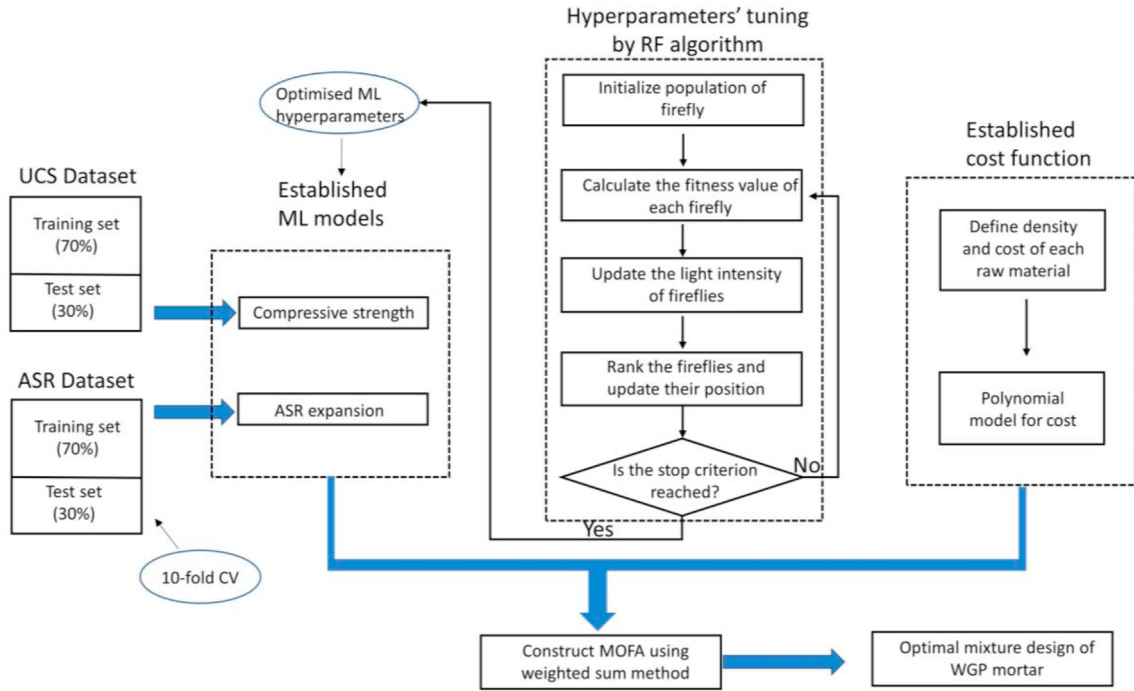 Hyperparameters' tuning
by RF algorithm
Initialize population of
firefly
Calculate the fitness value of
each firefly
Update the light intensity
of fireflies
Rank the fireflies and
update their position
Is the stop criterion
reached?
No
Yes
Optimised ML
hyperparameters
Established
ML models
Compressive strength
ASR expansion
UCS Dataset
Training set
(70%)
Test set
(30%)
ASR Dataset
Training set
(70%)
Test set
(30%)
10-fold CV
Established
cost function
Define density
and cost of each
raw material
Polynomial
model for cost
Construct MOFA using
weighted sum method
Optimal mixture design of
WGP mortar